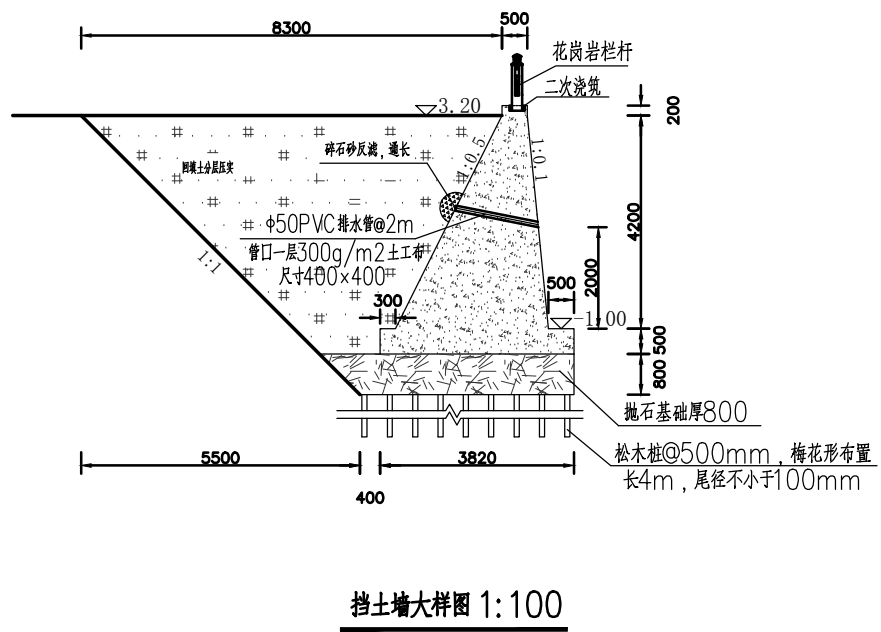 8300
500
花岗岩栏杆
二次浇筑
3.20
200
碎石砂反滤，通长
1:0.5
1:0.1
回填土分层压实
ϕ50PVC排水管@2m
管口一层300g/m2土工布
尺寸400×400
1:1
4200
2000
300
500
-1.00
500
800
抛石基础厚800
松木桩@500mm，梅花形布置
长4m，尾径不小于100mm
5500
3820
400
挡土墙大样图 1:100